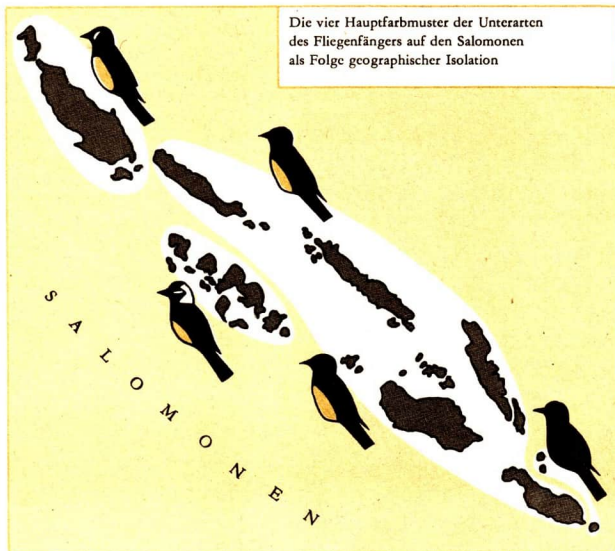 Die vier Hauptfarbmuster der Unterarten
des Fliegenfängers auf den Salomonen
als Folge geographischer Isolation
SALOMONEN